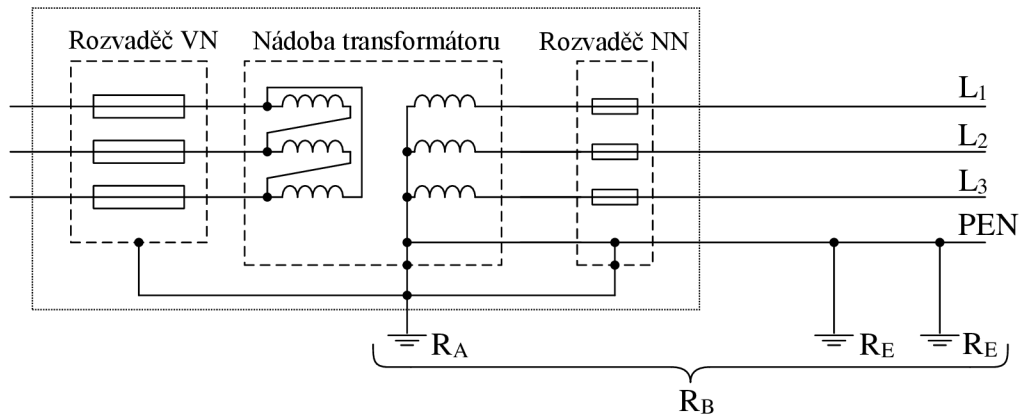 Rozvaděč VN
Nádoba transformátoru
Rozvaděč NN
L1
L2
L3
PEN
RA
RE
RE
RB